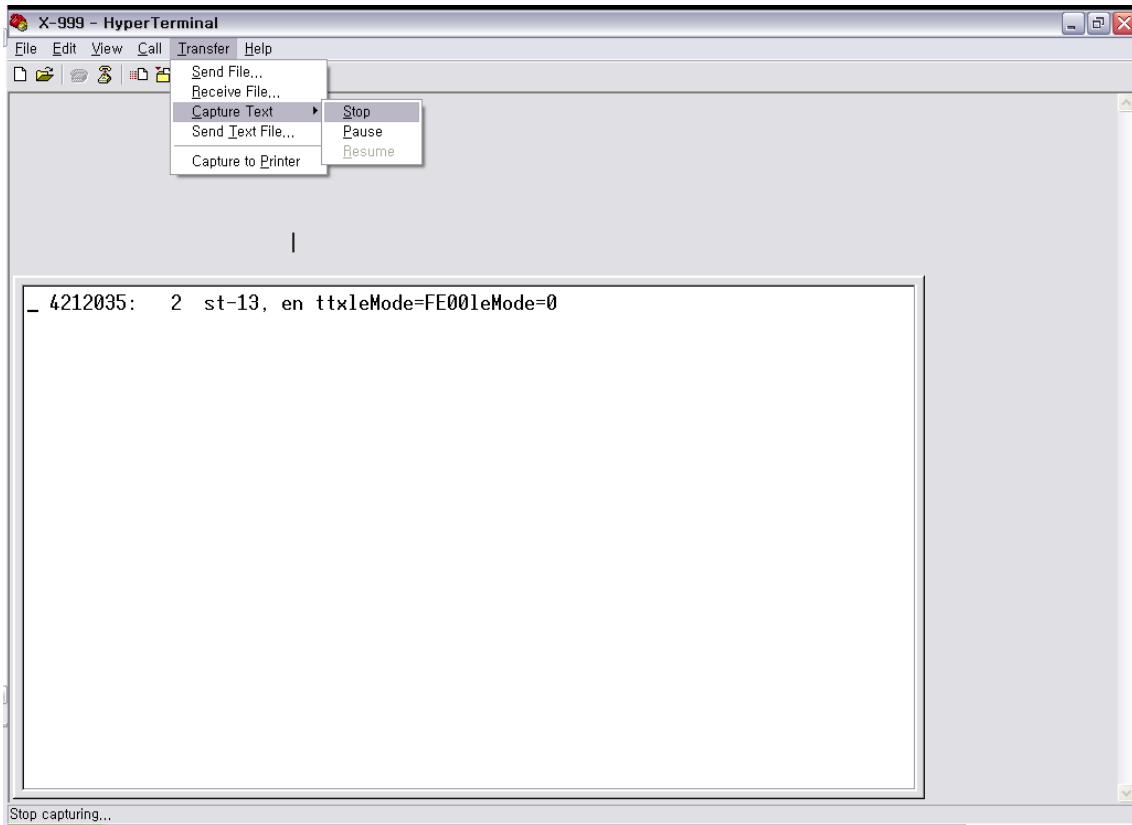 X-999 - HyperTerminal
File Edit View Call Transfer Help
Send File...
Receive File...
Capture Text
Stop
Send Text File...
Pause
Resume
Capture to Printer
_ 4212035: 2 st-13, en ttxleMode=FE00leMode=0
Stop capturing...